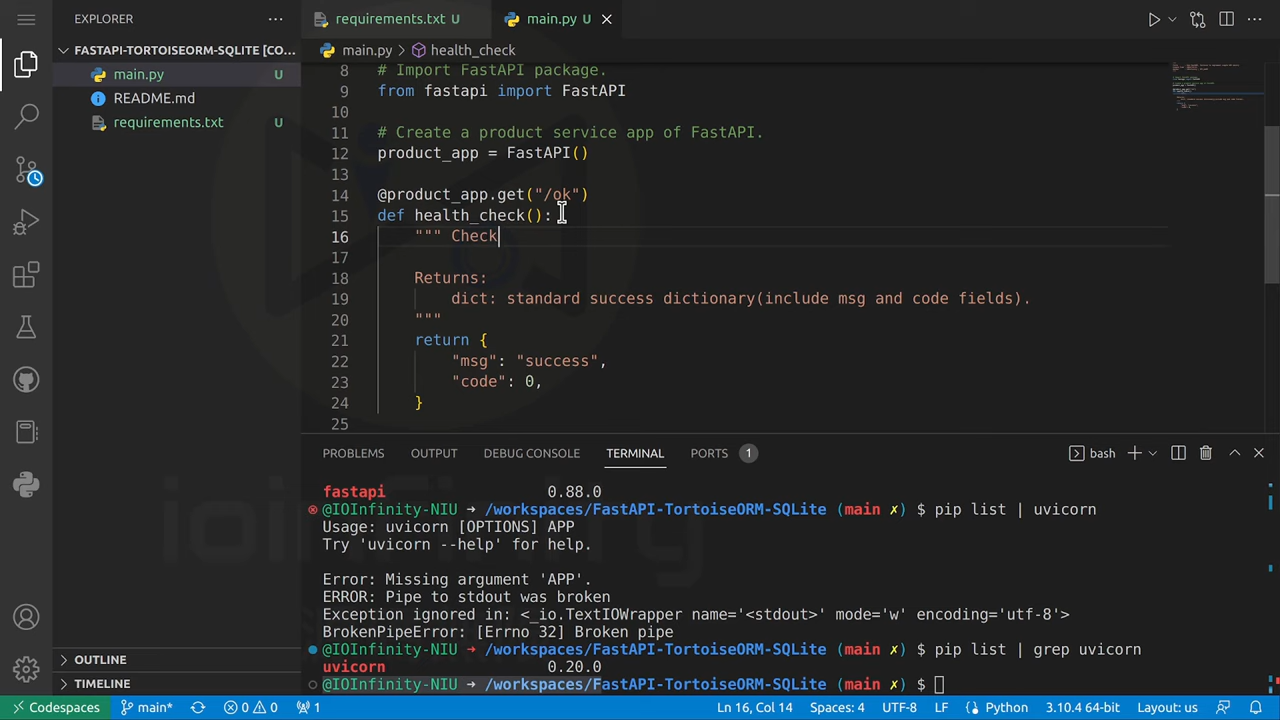 EXPLORER
requirements.txt U
main.py U
FASTAPI-TORTOISEORM-SQLITE [CO...
main.py > health_check
main.py U
README.md
requirements.txt U
8 # Import FastAPI package.
9 from fastapi import FastAPI
10
11 # Create a product service app of FastAPI.
12 product_app = FastAPI()
13
14 @product_app.get("/ok")
15 def health_check():
16 """ Check
17
18 Returns:
19 dict: standard success dictionary(include msg and code fields).
20 """
21 return {
22 "msg": "success",
23 "code": 0,
24 }
25
PROBLEMS OUTPUT DEBUG CONSOLE TERMINAL PORTS 1
bash
fastapi 0.88.0
@IOInfinity-NIU ➜ /workspaces/FastAPI-TortoiseORM-SQLite (main ✗) $ pip list | uvicorn
Usage: uvicorn [OPTIONS] APP
Try 'uvicorn --help' for help.
Error: Missing argument 'APP'.
ERROR: Pipe to stdout was broken
Exception ignored in: <_io.TextIOWrapper name='<stdout>' mode='w' encoding='utf-8'>
BrokenPipeError: [Errno 32] Broken pipe
@IOInfinity-NIU ➜ /workspaces/FastAPI-TortoiseORM-SQLite (main ✗) $ pip list | grep uvicorn
uvicorn 0.20.0
@IOInfinity-NIU ➜ /workspaces/FastAPI-TortoiseORM-SQLite (main ✗) $
OUTLINE
TIMELINE
ioinfinity
Codespaces main* 0 0 1 Ln 16, Col 14 Spaces: 4 UTF-8 LF Python 3.10.4 64-bit Layout: us